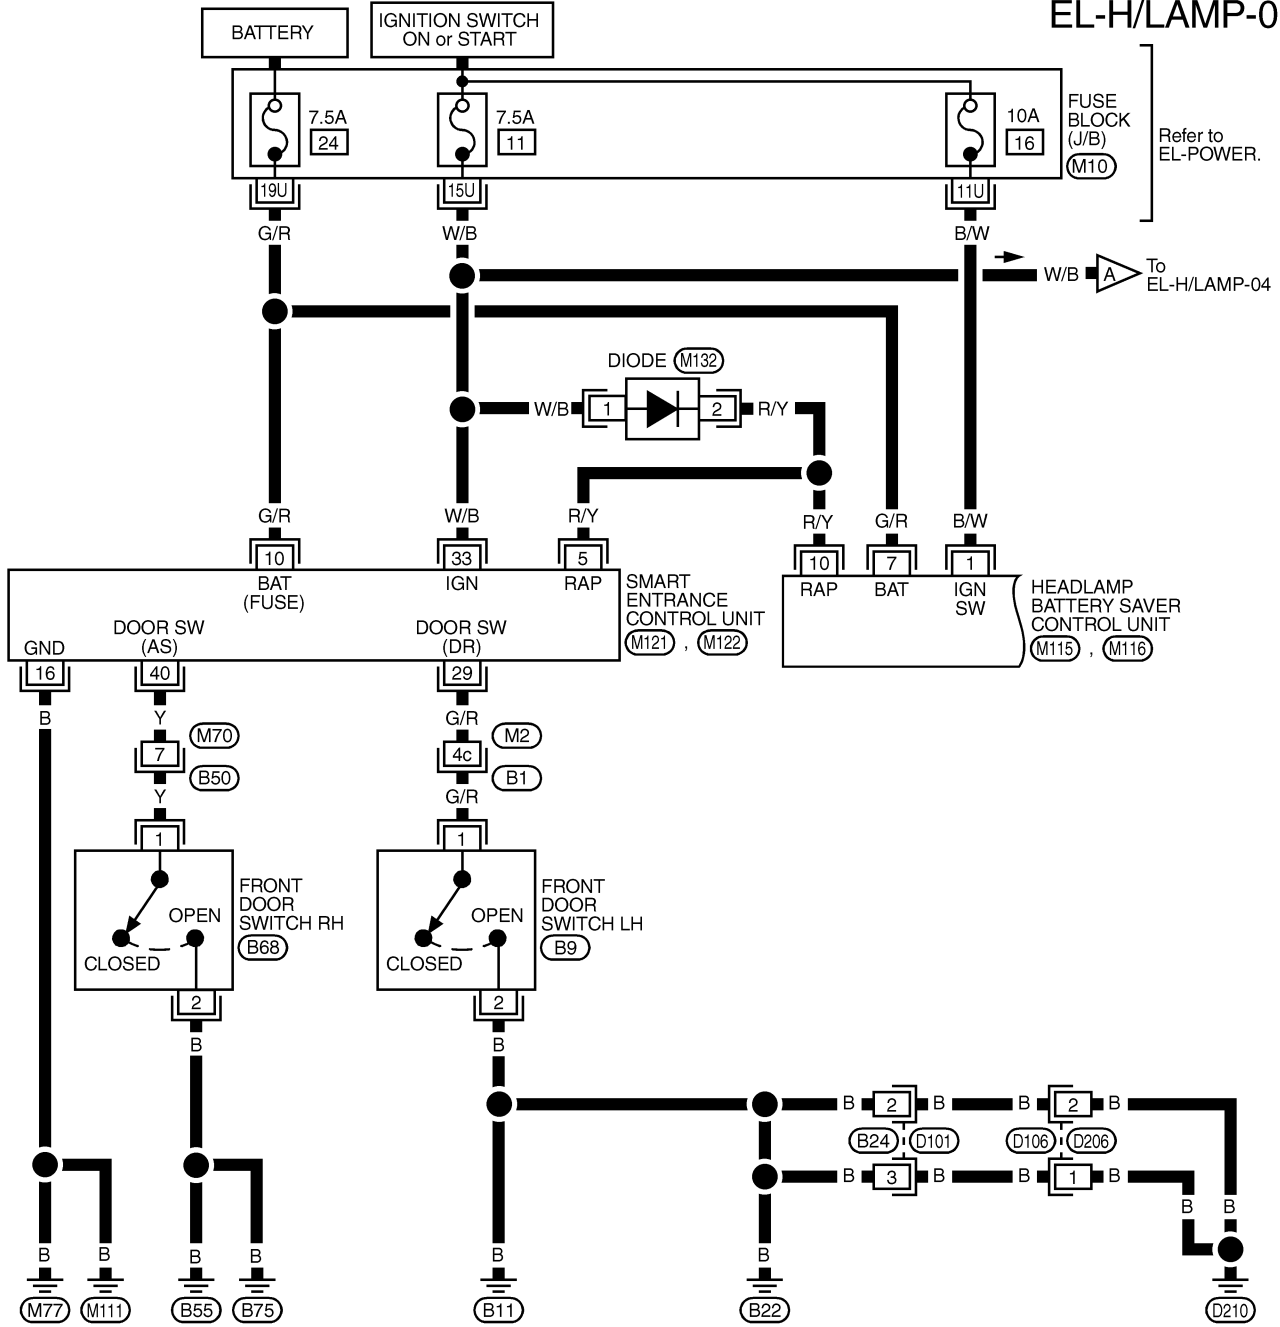 EL-H/LAMP-0
BATTERY
IGNITION SWITCH
ON or START
7.5A
24
7.5A
11
10A
16
FUSE
BLOCK
(J/B)
M10
Refer to
EL-POWER.
19U
15U
11U
G/R
W/B
B/W
W/B
A
To
EL-H/LAMP-04
DIODE
M132
W/B
1
2
R/Y
G/R
W/B
R/Y
R/Y
G/R
B/W
10
33
5
10
7
1
BAT
(FUSE)
IGN
RAP
RAP
BAT
IGN
SW
SMART
ENTRANCE
CONTROL UNIT
M121 , M122
HEADLAMP
BATTERY SAVER
CONTROL UNIT
M115 , M116
GND
DOOR SW
(AS)
DOOR SW
(DR)
16
40
29
B
Y
G/R
M70
M2
7
4c
B50
B1
Y
G/R
1
1
FRONT
DOOR
SWITCH RH
B68
OPEN
CLOSED
FRONT
DOOR
SWITCH LH
B9
OPEN
CLOSED
2
2
B
B
B
2
B
B
2
B
B24
D101
D106
D206
B
3
B
B
1
B
B
B
B
B
B
B
B
B
M77
M111
B55
B75
B11
B22
D210